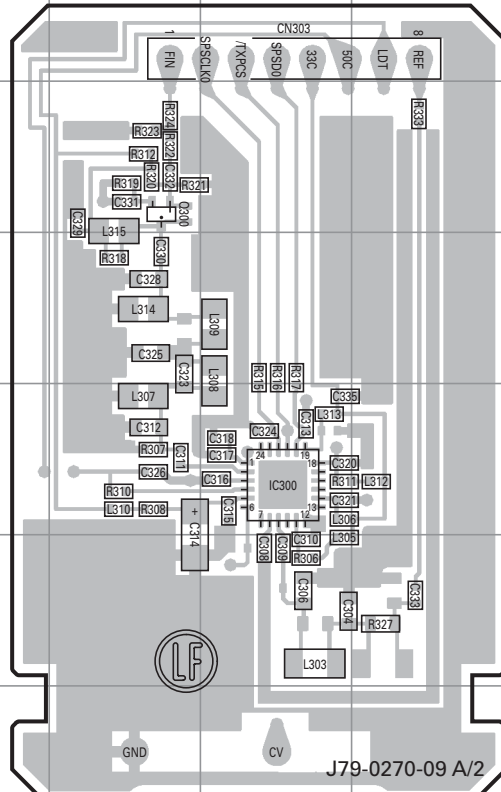 CN303
1 8
FIN SPSCLK0 /TXPCS SPSD0 33C 50C LDT REF
R324 R333
R323
R322
R312
R320 C332
R319 R321
C331 Q300
C329 L315
R318 C330
C328
L314 L309
C325
C323 L308
L307 R315 R316 R317
C335
L313
C312 C318 C324 C313
R307 C311 C317 24 19
1 18 C320
C326 C316 R311 L312
R310 IC300
C321
L310 R308 6 13
+ C314 C315 L306
7 12
C308 C309 C310 L305
R306
C306 C304 C333
R327
LF L303
GND CV
J79-0270-09 A/2